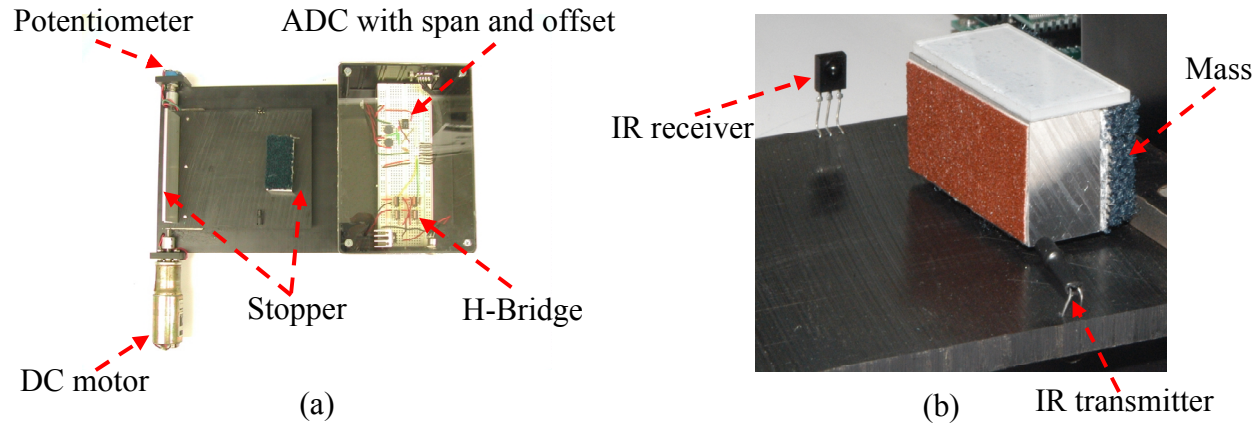 Potentiometer
ADC with span and offset
Stopper
H-Bridge
DC motor
(a)
Mass
IR receiver
IR transmitter
(b)